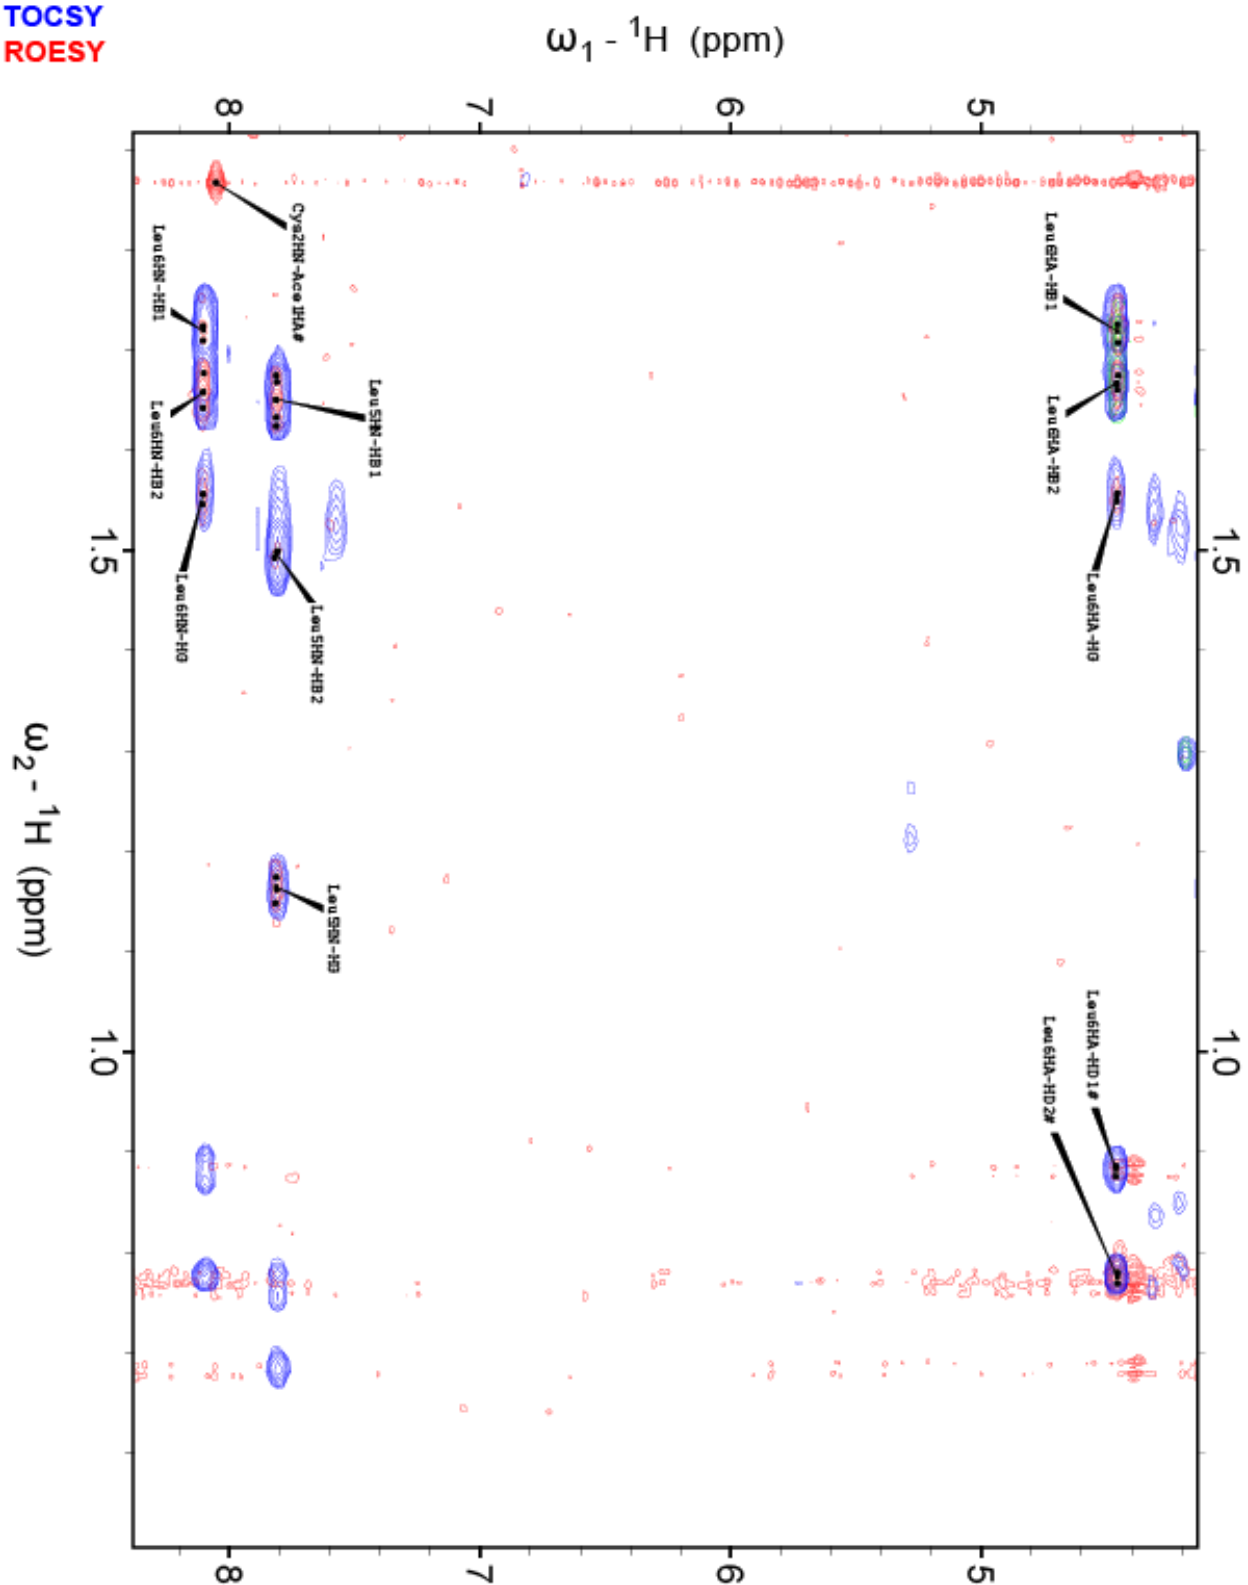 TOCSY
ROESY
ω1 - 1H (ppm)
8
7
6
5
Cys2HN-Ace1HA#
Leu6HN-HB1
Leu6HA-HB1
Leu5HN-HB1
Leu6HN-HB2
Leu6HA-HB2
1.5
1.5
Leu6HN-HG
Leu6HA-HG
Leu5HN-HB2
ω2 - 1H (ppm)
Leu5HN-HG
1.0
1.0
Leu6HA-HD1#
Leu6HA-HD2#
8
7
6
5